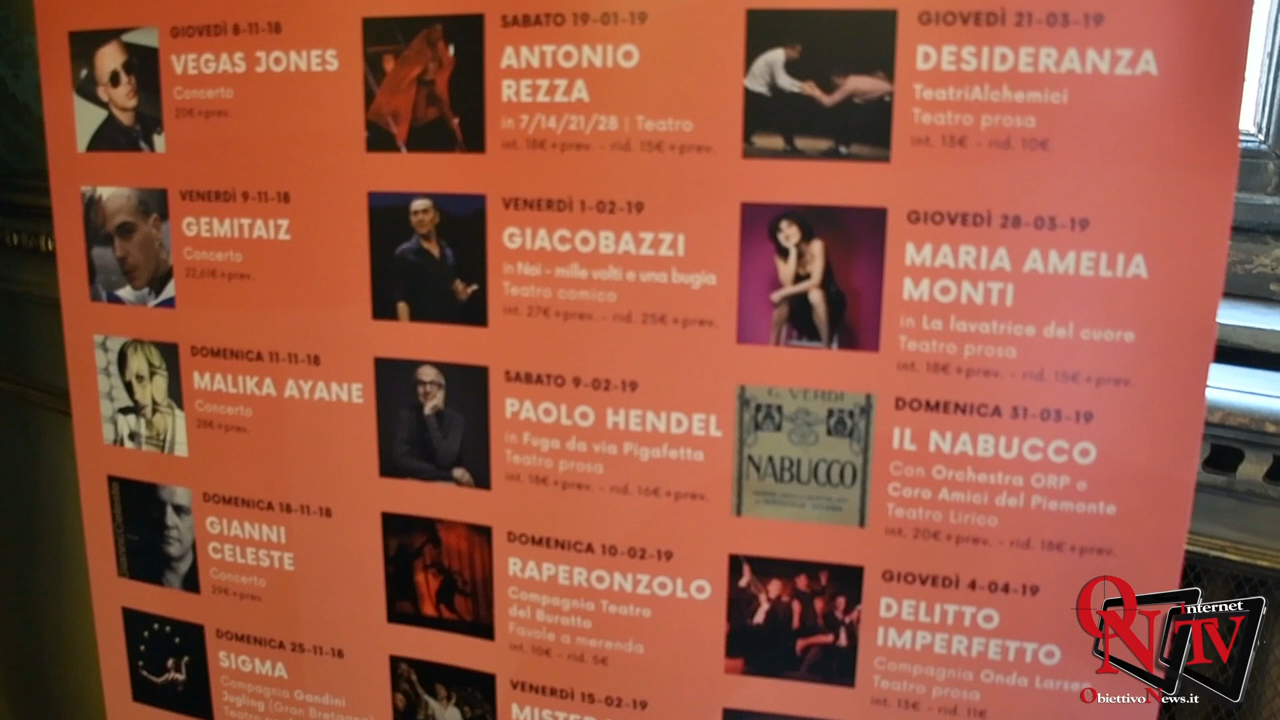 GIOVEDÌ 8-11-18
VEGAS JONES
Concerto
20€+prev.
VENERDÌ 9-11-18
GEMITAIZ
Concerto
22,61€+prev.
DOMENICA 11-11-18
MALIKA AYANE
Concerto
28€+prev.
DOMENICA 18-11-18
GIANNI
CELESTE
Concerto
29€+prev.
DOMENICA 25-11-18
SIGMA
Compagnia Gandini
Jugling (Gran Bretagna)
SABATO 19-01-19
ANTONIO
REZZA
in 7/14/21/28 | Teatro
int. 18€+prev. - rid. 15€+prev.
VENERDÌ 1-02-19
GIACOBAZZI
in Noi - mille volti e una bugia
Teatro comico
int. 27€+prev. - rid. 25€+prev.
SABATO 9-02-19
PAOLO HENDEL
in Fuga da via Pigafetta
Teatro prosa
int. 18€+prev. - rid. 16€+prev.
DOMENICA 10-02-19
RAPERONZOLO
Compagnia Teatro
del Buratto
Favole a merenda
int. 10€ - rid. 5€
VENERDÌ 15-02-19
GIOVEDÌ 21-03-19
DESIDERANZA
TeatriAlchemici
Teatro prosa
int. 13€ - rid. 10€
GIOVEDÌ 28-03-19
MARIA AMELIA
MONTI
in La lavatrice del cuore
Teatro prosa
int. 18€+prev. - rid. 15€+prev.
G. VERDI
NABUCCO
DOMENICA 31-03-19
IL NABUCCO
Con Orchestra ORP e
Coro Amici del Piemonte
Teatro Lirico
int. 20€+prev. - rid. 18€+prev.
GIOVEDÌ 4-04-19
DELITTO
IMPERFETTO
Compagnia Onda Larsen
Teatro prosa
int. 13€ - rid. 11€
ON
internet
TV
ObiettivoNews.it